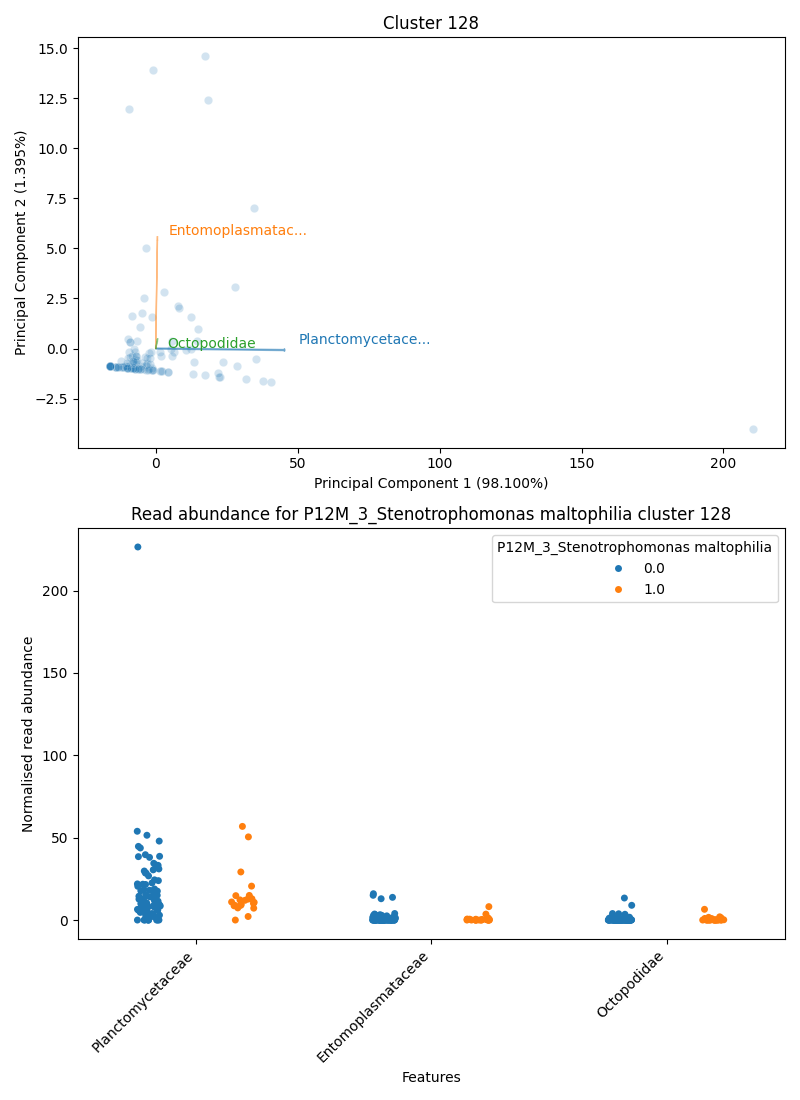 Cluster 128
15.0
12.5
10.0
7.5
5.0
2.5
0.0
−2.5
Principal Component 2 (1.395%)
Entomoplasmatac...
Octopodidae
Planctomycetace...
0
50
100
150
200
Principal Component 1 (98.100%)
Read abundance for P12M_3_Stenotrophomonas maltophilia cluster 128
P12M_3_Stenotrophomonas maltophilia
0.0
1.0
200
150
100
50
0
Normalised read abundance
Planctomycetaceae
Entomoplasmataceae
Octopodidae
Features